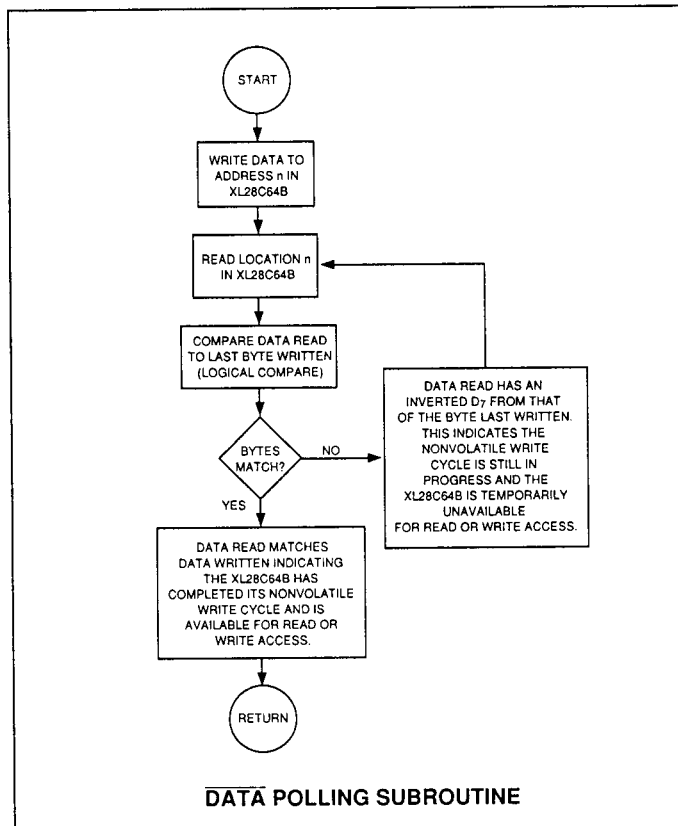 START
WRITE DATA TO
ADDRESS n IN
XL28C64B
READ LOCATION n
IN XL28C64B
COMPARE DATA READ
TO LAST BYTE WRITTEN
(LOGICAL COMPARE)
BYTES
MATCH?
NO
YES
DATA READ HAS AN
INVERTED D7 FROM THAT
OF THE BYTE LAST WRITTEN.
THIS INDICATES THE
NONVOLATILE WRITE
CYCLE IS STILL IN
PROGRESS AND THE
XL28C64B IS TEMPORARILY
UNAVAILABLE
FOR READ OR WRITE ACCESS.
DATA READ MATCHES
DATA WRITTEN INDICATING
THE XL28C64B HAS
COMPLETED ITS NONVOLATILE
WRITE CYCLE AND IS
AVAILABLE FOR READ OR
WRITE ACCESS.
RETURN
DATA POLLING SUBROUTINE